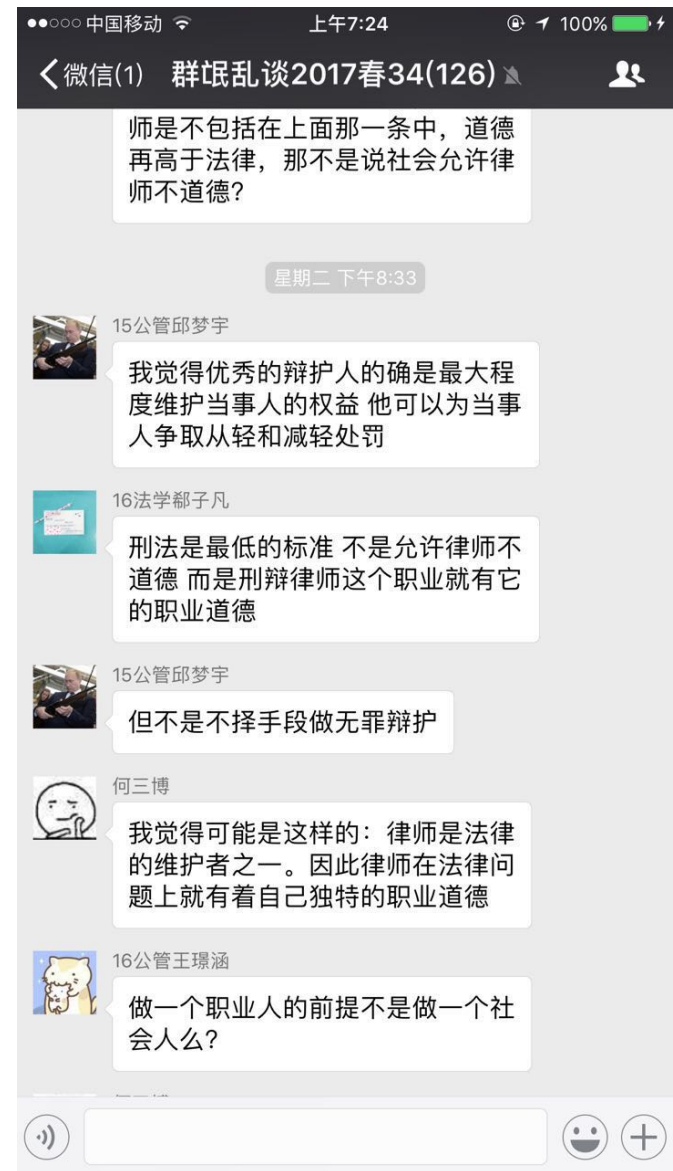 中国移动 上午7:24 100%
微信(1) 群氓乱谈2017春34(126)
师是不包括在上面那一条中，道德
再高于法律，那不是说社会允许律
师不道德？
星期二 下午8:33
15公管邱梦宇
我觉得优秀的辩护人的确是最大程
度维护当事人的权益 他可以为当事
人争取从轻和减轻处罚
16法学郗子凡
刑法是最低的标准 不是允许律师不
道德 而是刑辩律师这个职业就有它
的职业道德
15公管邱梦宇
但不是不择手段做无罪辩护
何三博
我觉得可能是这样的：律师是法律
的维护者之一。因此律师在法律问
题上就有着自己独特的职业道德
16公管王璟涵
做一个职业人的前提不是做一个社
会人么？